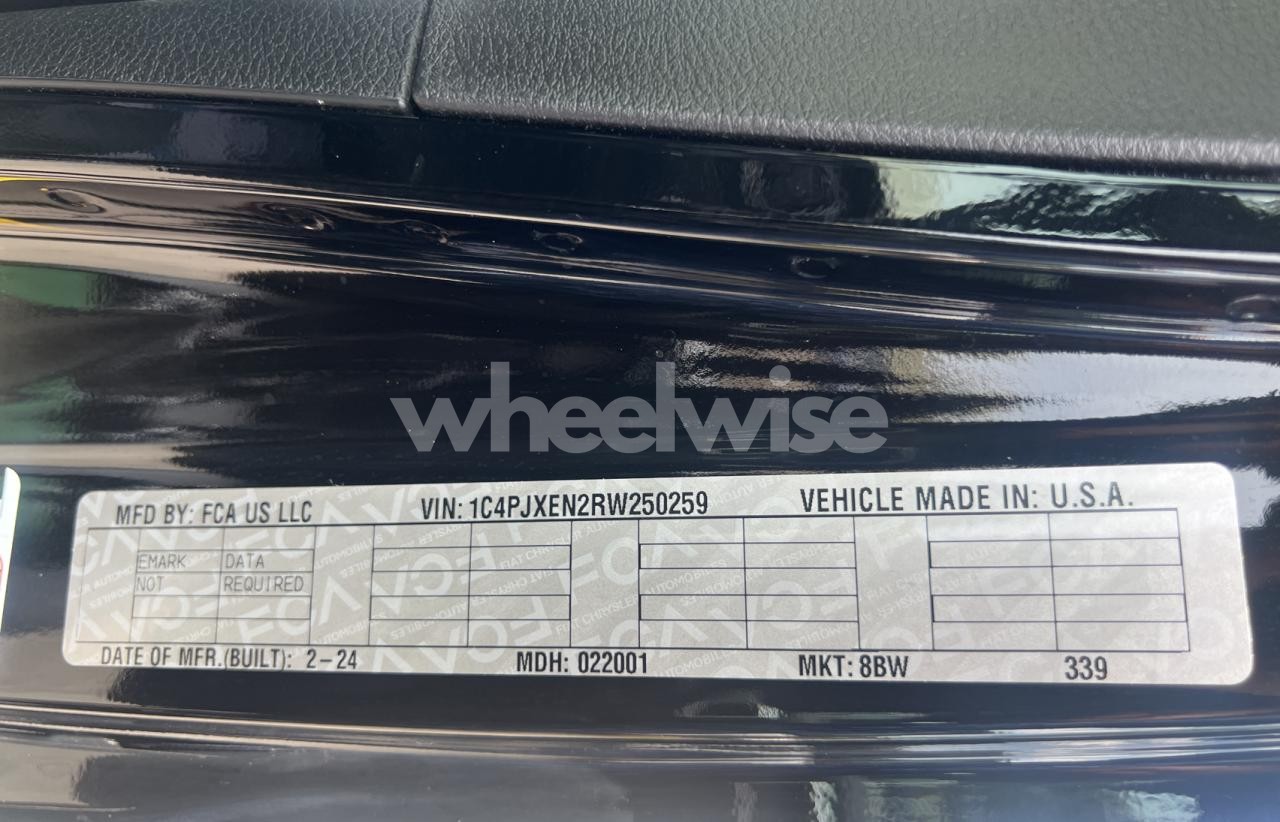 wheelwise
MFD BY: FCA US LLC VIN: 1C4PJXEN2RW250259 VEHICLE MADE IN: U.S.A.
EMARK DATA
NOT REQUIRED
DATE OF MFR.(BUILT): 2-24 MDH: 022001 MKT: 8BW 339